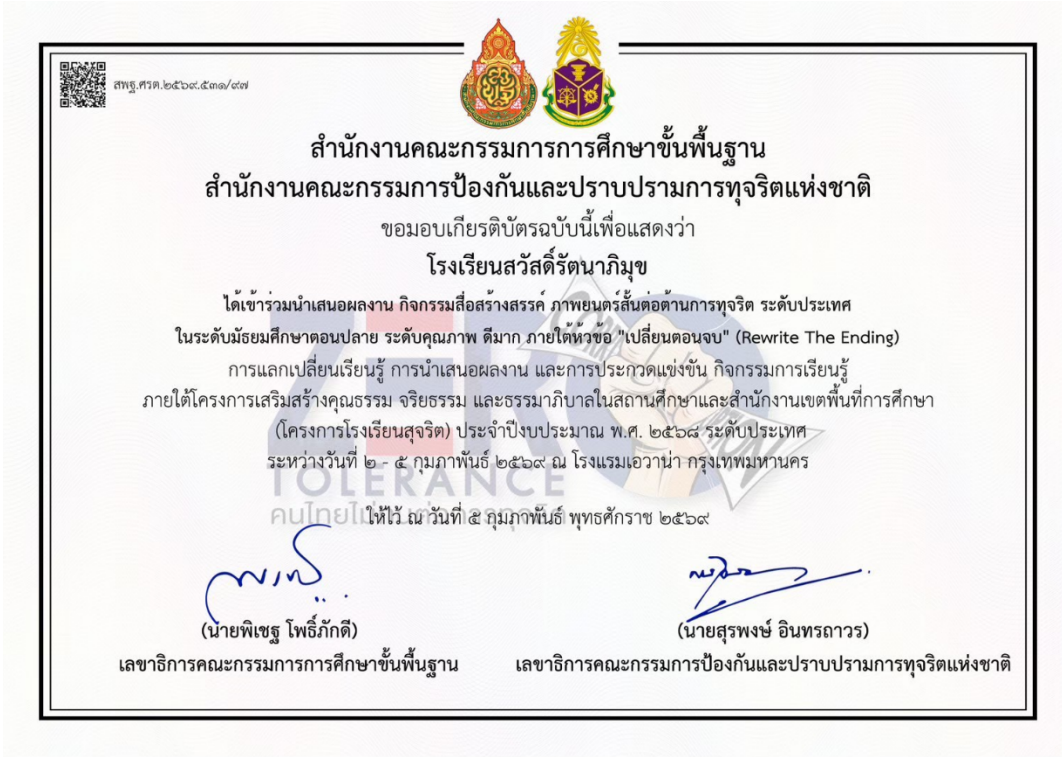 สพฐ.ศรต.๒๕๖๙.๕๓๑/๙๗
สำนักงานคณะกรรมการการศึกษาขั้นพื้นฐาน
สำนักงานคณะกรรมการป้องกันและปราบปรามการทุจริตแห่งชาติ
ขอมอบเกียรติบัตรฉบับนี้เพื่อแสดงว่า
โรงเรียนสวัสดิ์รัตนาภิมุข
ได้เข้าร่วมนำเสนอผลงาน กิจกรรมสื่อสร้างสรรค์ ภาพยนตร์สั้นต่อต้านการทุจริต ระดับประเทศ
ในระดับมัธยมศึกษาตอนปลาย ระดับคุณภาพ ดีมาก ภายใต้หัวข้อ "เปลี่ยนตอนจบ" (Rewrite The Ending)
การแลกเปลี่ยนเรียนรู้ การนำเสนอผลงาน และการประกวดแข่งขัน กิจกรรมการเรียนรู้
ภายใต้โครงการเสริมสร้างคุณธรรม จริยธรรม และธรรมาภิบาลในสถานศึกษาและสำนักงานเขตพื้นที่การศึกษา
(โครงการโรงเรียนสุจริต) ประจำปีงบประมาณ พ.ศ. ๒๕๖๘ ระดับประเทศ
ระหว่างวันที่ ๒ - ๕ กุมภาพันธ์ ๒๕๖๙ ณ โรงแรมเอวาน่า กรุงเทพมหานคร
ZERO
TOLERANCE
ให้ไว้ ณ วันที่ ๕ กุมภาพันธ์ พุทธศักราช ๒๕๖๙
(นายพิเชฐ โพธิ์ภักดี)
เลขาธิการคณะกรรมการการศึกษาขั้นพื้นฐาน
(นายสุรพงษ์ อินทรถาวร)
เลขาธิการคณะกรรมการป้องกันและปราบปรามการทุจริตแห่งชาติ